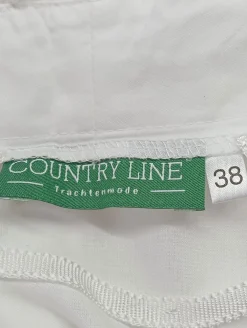 COUNTRY LINE
Trachtenmode
38